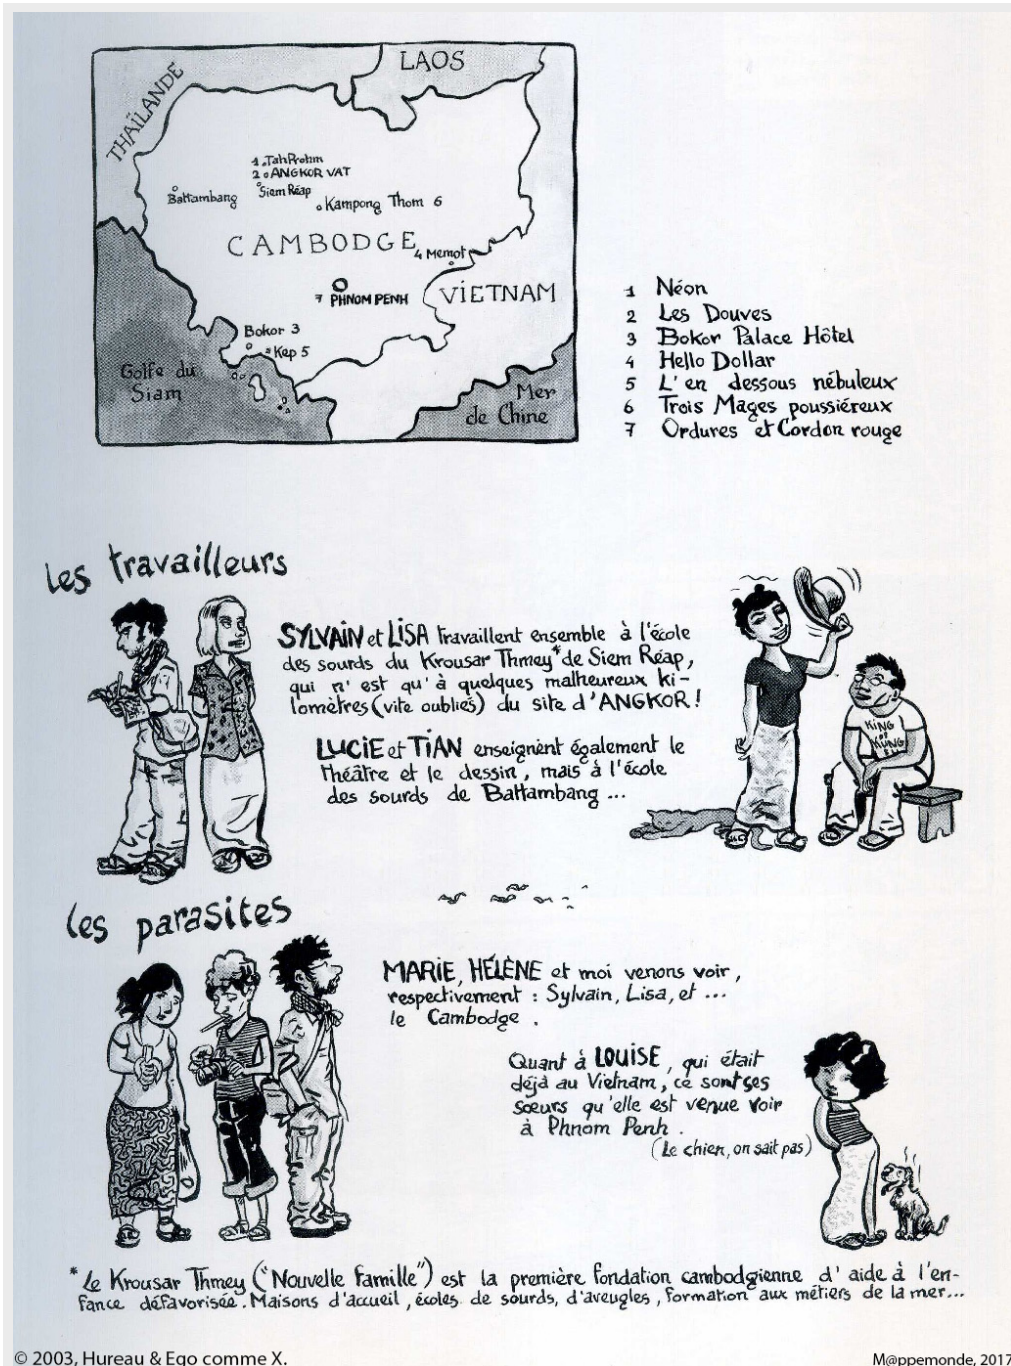 LAOS
THAÏLANDE
1 . Tah Prohm
2 o ANGKOR VAT
Siem Réap
Battambang
Kampong Thom 6
CAMBODGE
4 Memot
7 PHNOM PENH
VIETNAM
Bokor 3
Kep 5
Golfe du
Siam
Mer
de Chine
1 Néon
2 Les Douves
3 Bokor Palace Hôtel
4 Hello Dollar
5 L'en dessous nébuleux
6 Trois Mages poussiéreux
7 Ordures et Cordon rouge
Les travailleurs
SYLVAIN et LISA travaillent ensemble à l'école
des sourds du Krousar Thmey* de Siem Réap,
qui n'est qu'à quelques malheureux ki-
lomètres (vite oubliés) du site d'ANGKOR !
LUCIE et TIAN enseignent également le
théâtre et le dessin, mais à l'école
des sourds de Battambang ...
KING
OF
KUNG
FU
les parasites
MARIE, HÉLÈNE et moi venons voir,
respectivement : Sylvain, Lisa, et ...
le Cambodge .
Quant à LOUISE, qui était
déjà au Vietnam, ce sont ses
sœurs qu'elle est venue voir
à Phnom Penh .
(Le chien, on sait pas)
* Le Krousar Thmey ("Nouvelle Famille") est la première fondation cambodgienne d'aide à l'en-
fance défavorisée. Maisons d'accueil, écoles de sourds, d'aveugles, formation aux métiers de la mer...
© 2003, Hureau & Ego comme X.
M@ppemonde, 2017